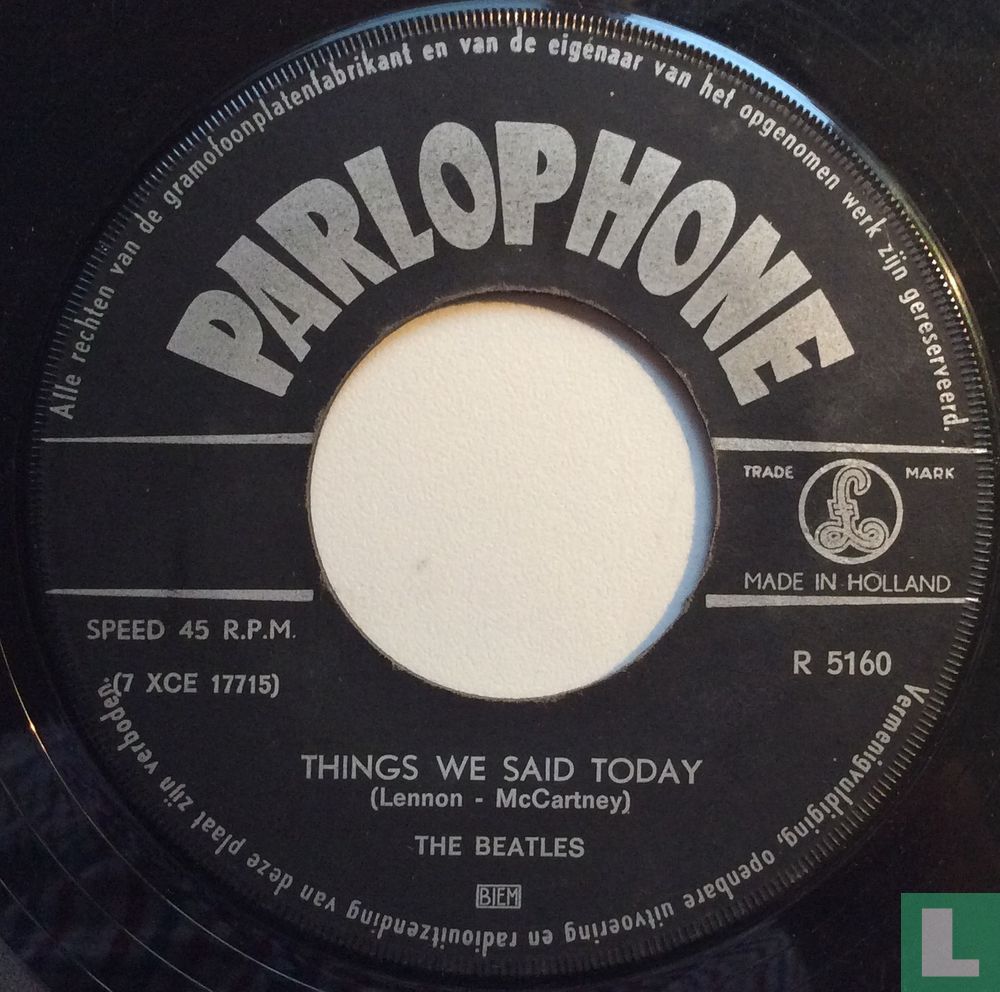 Alle rechten van de gramofoonplatenfabrikant en van de eigenaar van het opgenomen werk zijn gereserveerd.
PARLOPHONE
TRADE MARK
£
MADE IN HOLLAND
SPEED 45 R.P.M.
(7 XCE 17715)
R 5160
THINGS WE SAID TODAY
(Lennon - McCartney)
THE BEATLES
BIEM
Vermenigvuldiging, openbare uitvoering en radiouitzending van deze plaat zijn verboden.
L